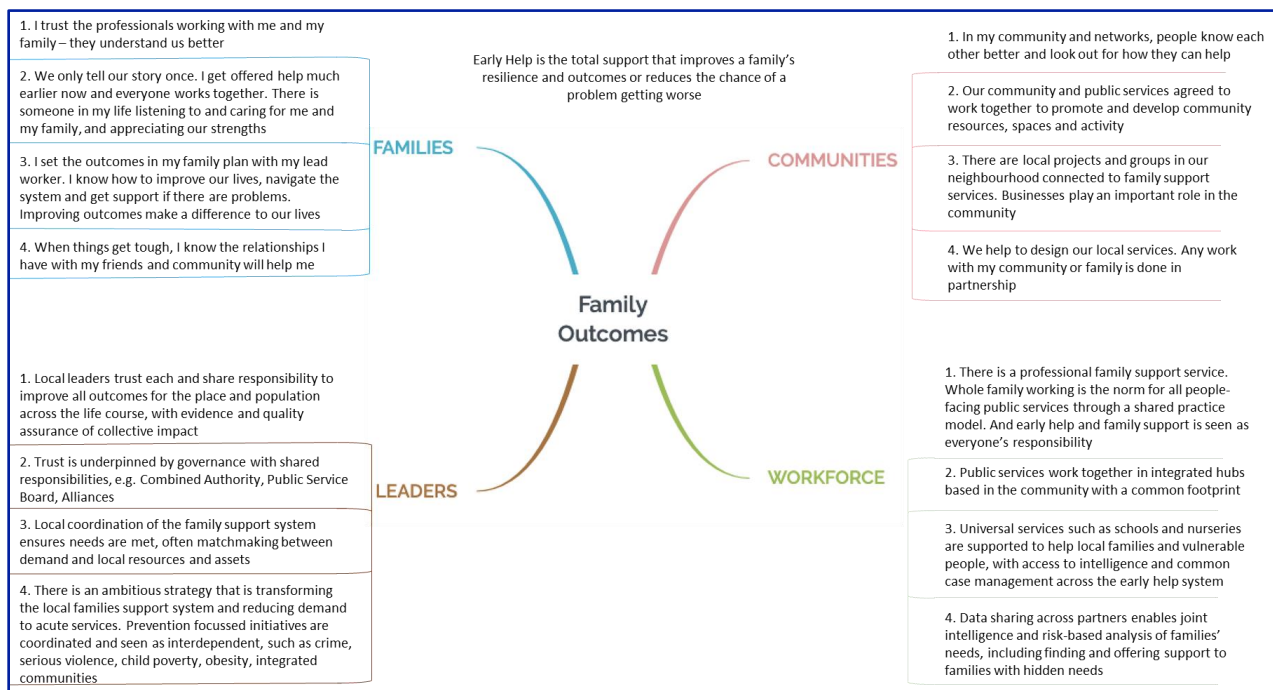 1. I trust the professionals working with me and my
family – they understand us better
2. We only tell our story once. I get offered help much
earlier now and everyone works together. There is
someone in my life listening to and caring for me and
my family, and appreciating our strengths
3. I set the outcomes in my family plan with my lead
worker. I know how to improve our lives, navigate the
system and get support if there are problems.
Improving outcomes make a difference to our lives
4. When things get tough, I know the relationships I
have with my friends and community will help me
FAMILIES
Early Help is the total support that improves a family's
resilience and outcomes or reduces the chance of a
problem getting worse
COMMUNITIES
1. In my community and networks, people know each
other better and look out for how they can help
2. Our community and public services agreed to
work together to promote and develop community
resources, spaces and activity
3. There are local projects and groups in our
neighbourhood connected to family support
services. Businesses play an important role in the
community
4. We help to design our local services. Any work
with my community or family is done in
partnership
Family
Outcomes
1. Local leaders trust each and share responsibility to
improve all outcomes for the place and population
across the life course, with evidence and quality
assurance of collective impact
2. Trust is underpinned by governance with shared
responsibilities, e.g. Combined Authority, Public Service
Board, Alliances
3. Local coordination of the family support system
ensures needs are met, often matchmaking between
demand and local resources and assets
4. There is an ambitious strategy that is transforming
the local families support system and reducing demand
to acute services. Prevention focussed initiatives are
coordinated and seen as interdependent, such as crime,
serious violence, child poverty, obesity, integrated
communities
LEADERS
WORKFORCE
1. There is a professional family support service.
Whole family working is the norm for all people-
facing public services through a shared practice
model. And early help and family support is seen as
everyone's responsibility
2. Public services work together in integrated hubs
based in the community with a common footprint
3. Universal services such as schools and nurseries
are supported to help local families and vulnerable
people, with access to intelligence and common
case management across the early help system
4. Data sharing across partners enables joint
intelligence and risk-based analysis of families'
needs, including finding and offering support to
families with hidden needs